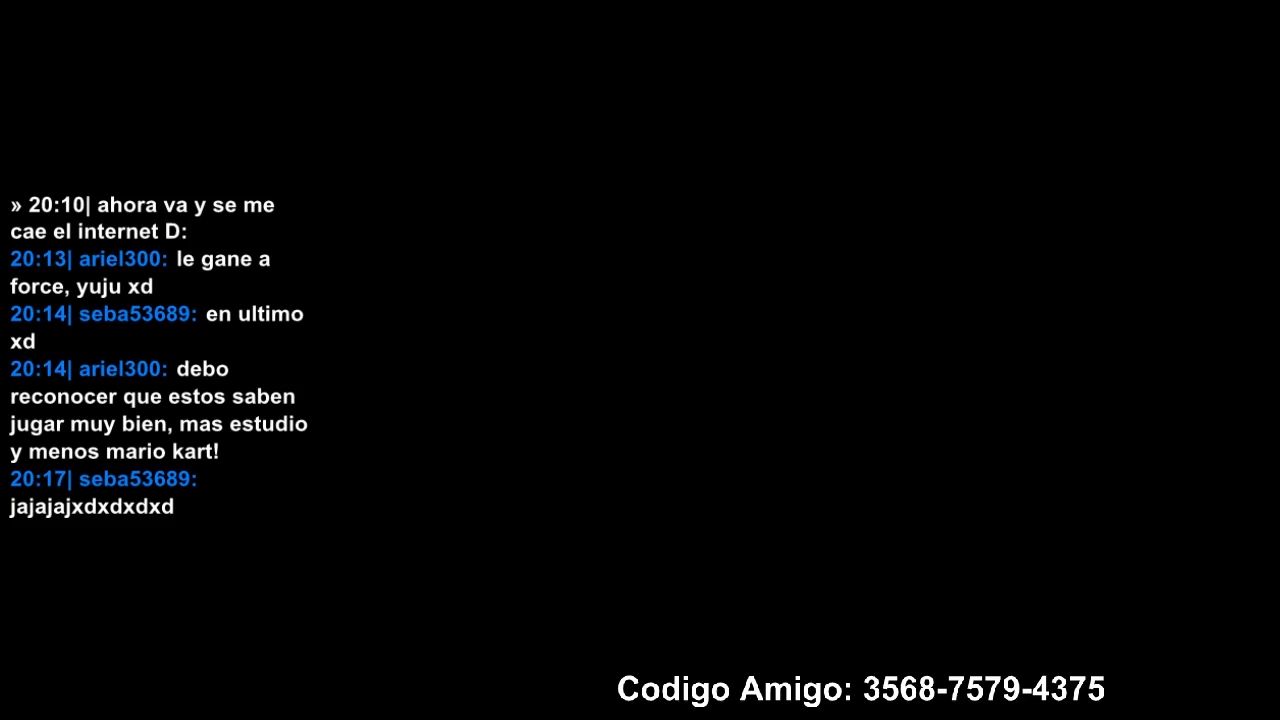 » 20:10| ahora va y se me
cae el internet D:
20:13| ariel300: le gane a
force, yuju xd
20:14| seba53689: en ultimo
xd
20:14| ariel300: debo
reconocer que estos saben
jugar muy bien, mas estudio
y menos mario kart!
20:17| seba53689:
jajajajxdxdxdxd
Codigo Amigo: 3568-7579-4375